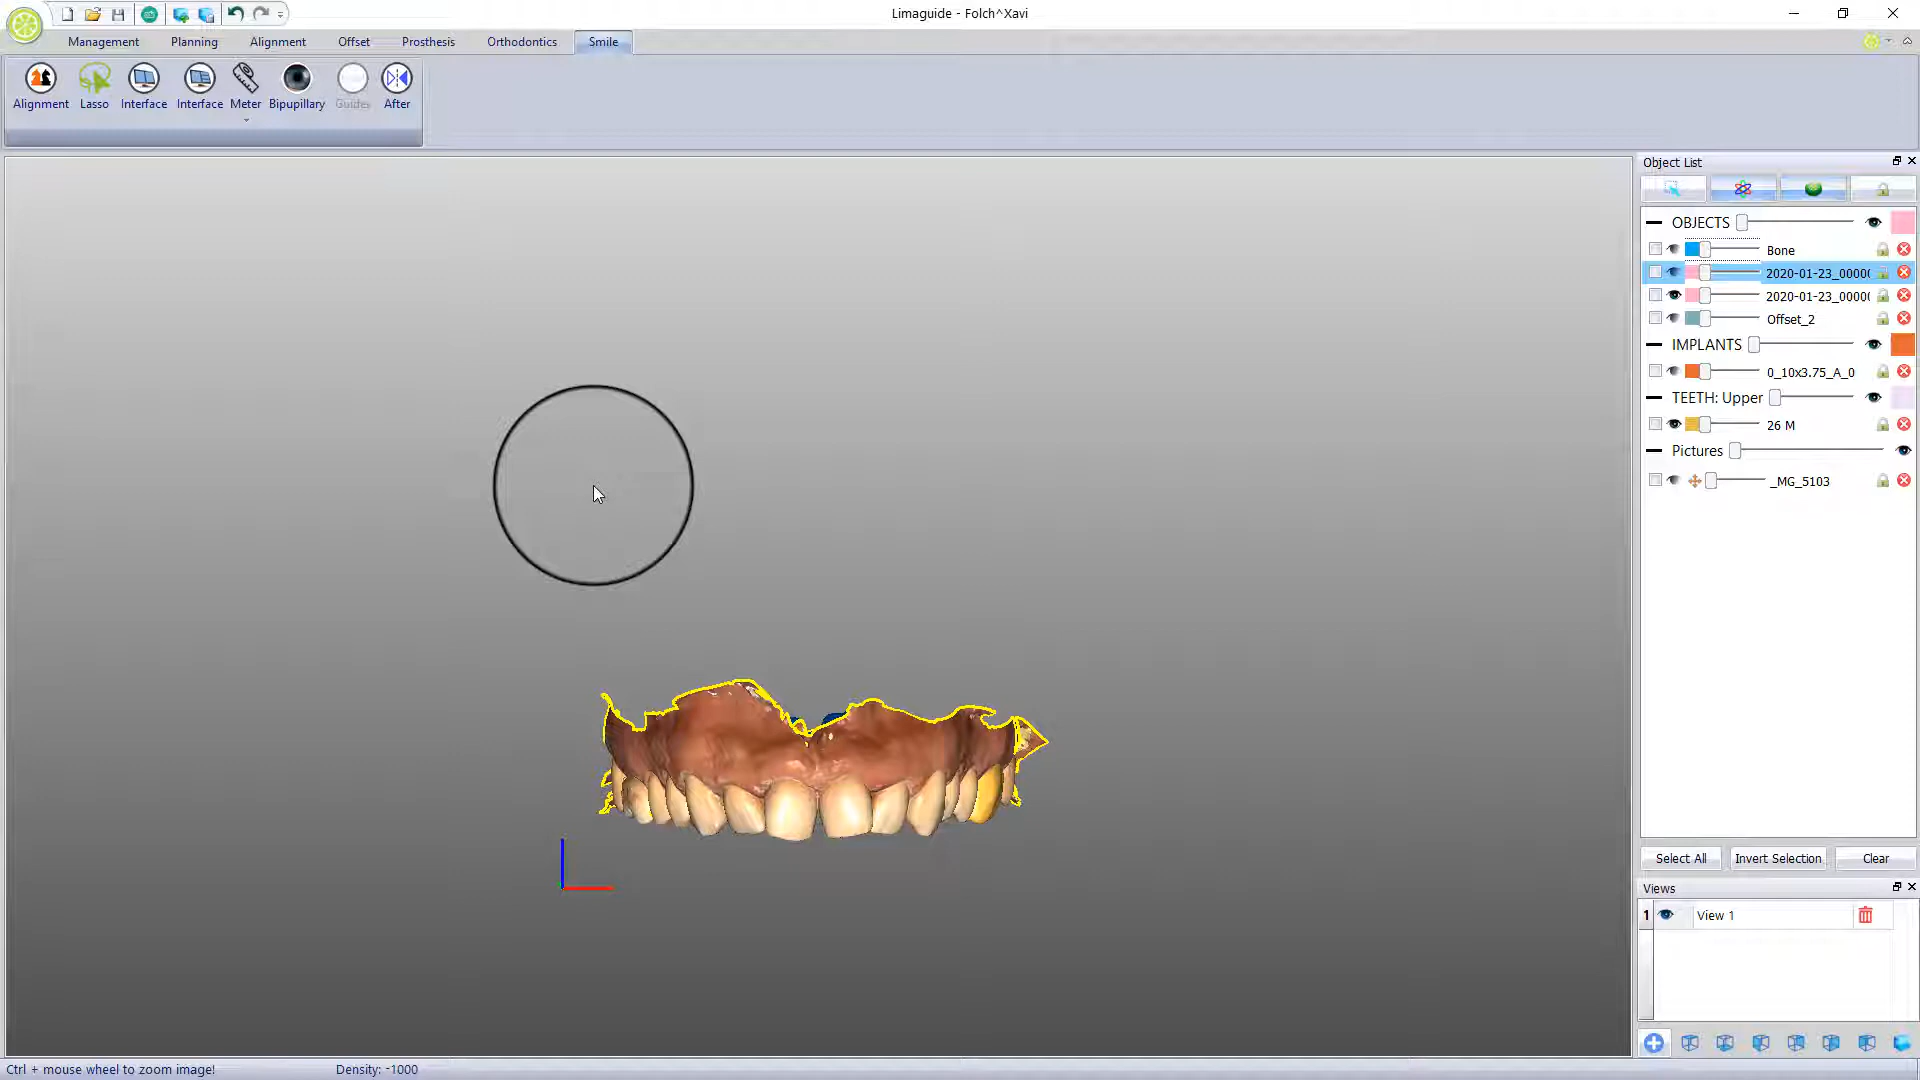 Limaguide - Folch^Xavi
Management Planning Alignment Offset Prosthesis Orthodontics Smile
Alignment Lasso Interface Interface Meter Bipupillary Guides After
Object List
OBJECTS
Bone
2020-01-23_00000
2020-01-23_00000
Offset_2
IMPLANTS
0_10x3.75_A_0
TEETH: Upper
26 M
Pictures
_MG_5103
Select All Invert Selection Clear
Views
1 View 1
Ctrl + mouse wheel to zoom image! Density: -1000